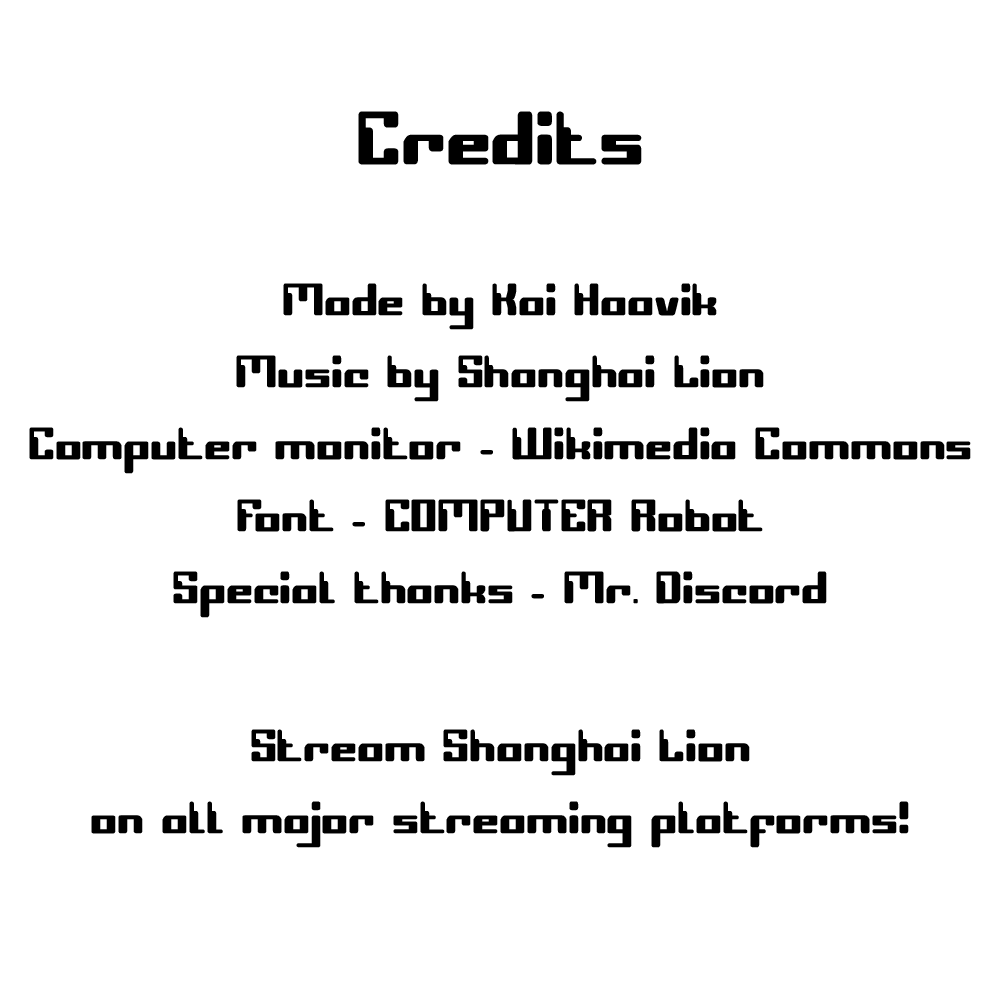 Credits
Made by Kai Haavik
Music by Shanghai Lion
Computer monitor - Wikimedia Commons
Font - COMPUTER Robot
Special thanks - Mr. Discord
Stream Shanghai Lion
on all major streaming platforms!